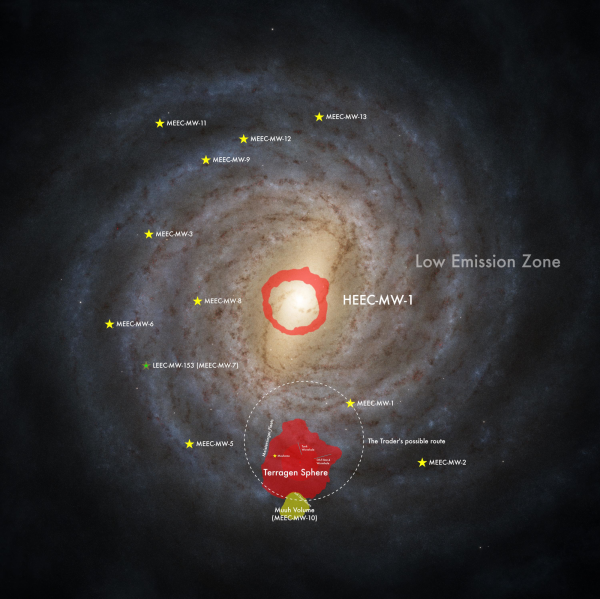 MEEC-MW-13
MEEC-MW-11
MEEC-MW-12
MEEC-MW-9
MEEC-MW-3
Low Emission Zone
MEEC-MW-8
HEEC-MW-1
MEEC-MW-6
LEEC-MW-153 (MEEC-MW-7)
MEEC-MW-1
The Trader's possible route
MEEC-MW-5
MEEC-MW-2
Terragen Sphere
Muuh Volume
(MEEC-MW-10)